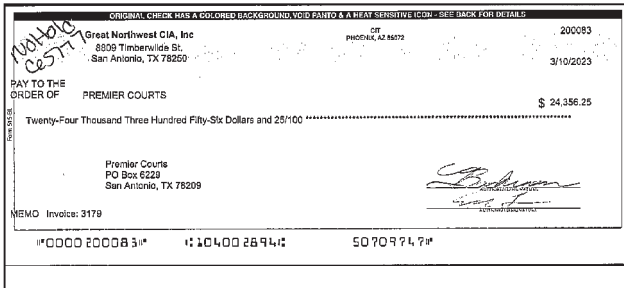 ORIGINAL CHECK HAS A COLORED BACKGROUND, VOID PANTO & A HEAT SENSITIVE ICON - SEE BACK FOR DETAILS
Great Northwest CIA, Inc
8809 Timberwilde St.
San Antonio, TX 78250
CIT
PHOENIX, AZ 85072
200083
3/10/2023
PAY TO THE
ORDER OF PREMIER COURTS
$ 24,356.25
Twenty-Four Thousand Three Hundred Fifty-Six Dollars and 25/100
Premier Courts
PO Box 6229
San Antonio, TX 78209
AUTHORIZED SIGNATURE
AUTHORIZED SIGNATURE
MEMO Invoice: 3179
⑈0000200083⑈ ⑆104002894⑆ 50709747⑈